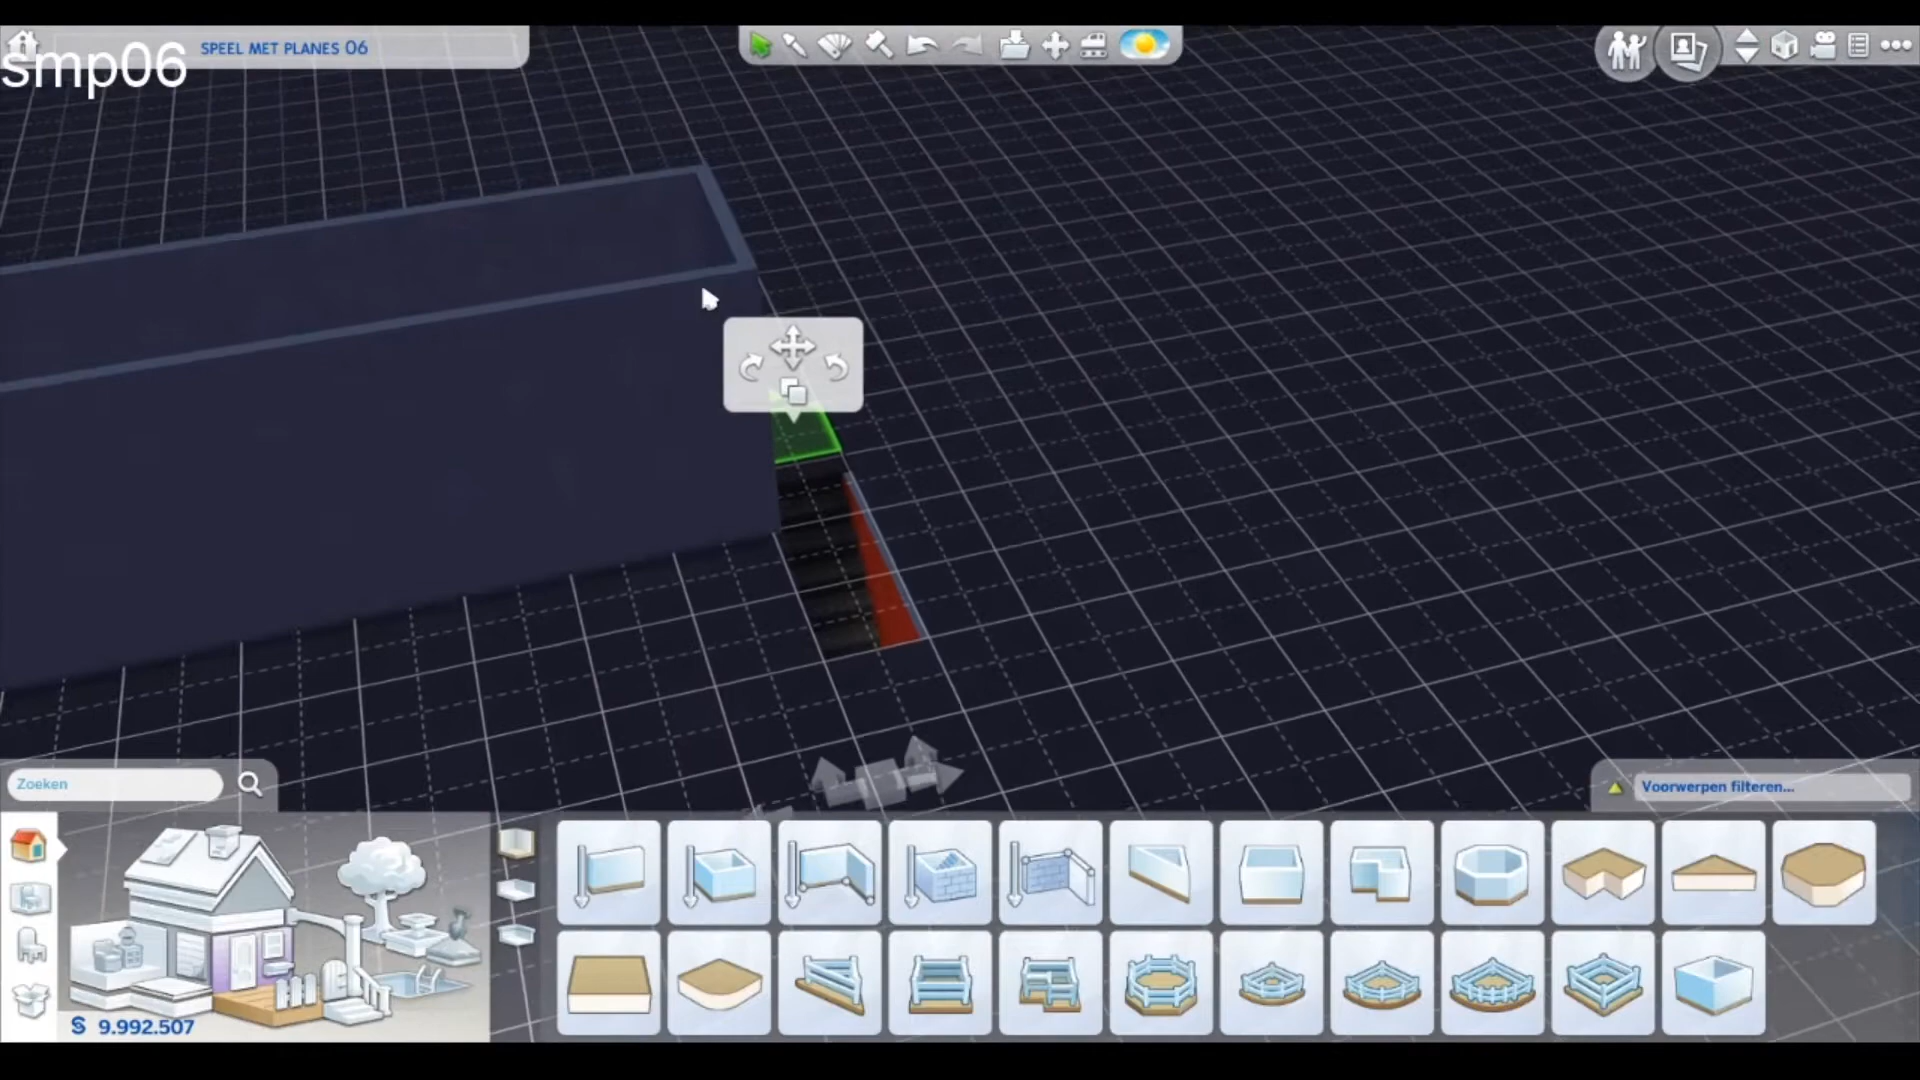 smp06
SPEEL MET PLANES 06
Zoeken
Voorwerpen filteren...
§ 9.992.507